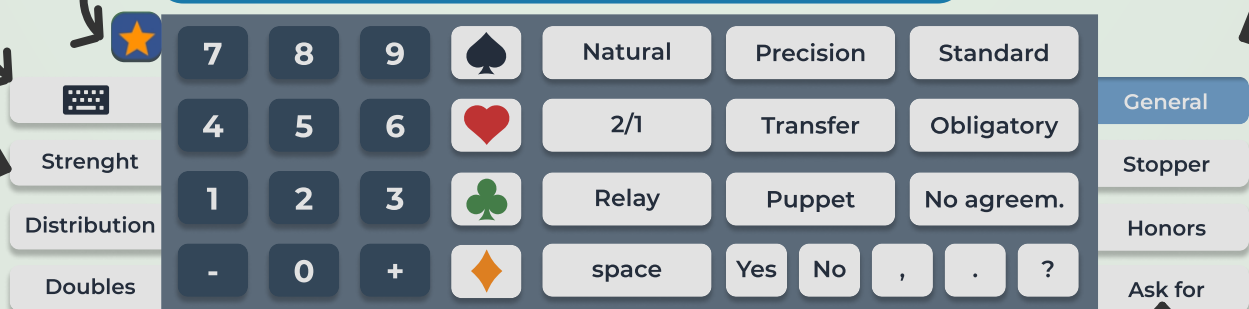 7 8 9 Natural Precision Standard
General
4 5 6 2/1 Transfer Obligatory
Strenght
Stopper
1 2 3 Relay Puppet No agreem.
Distribution
Honors
- 0 + space Yes No , . ?
Doubles
Ask for